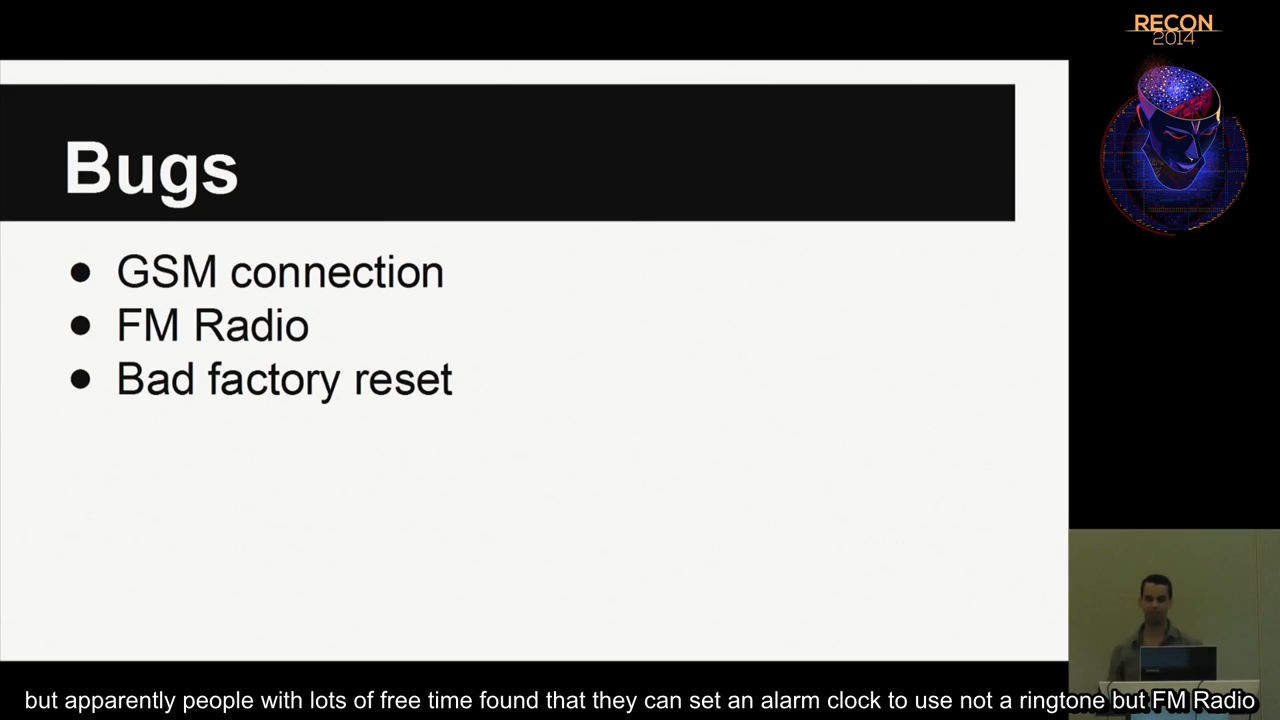 RECON
2014
Bugs
● GSM connection
● FM Radio
● Bad factory reset
but apparently people with lots of free time found that they can set an alarm clock to use not a ringtone but FM Radio